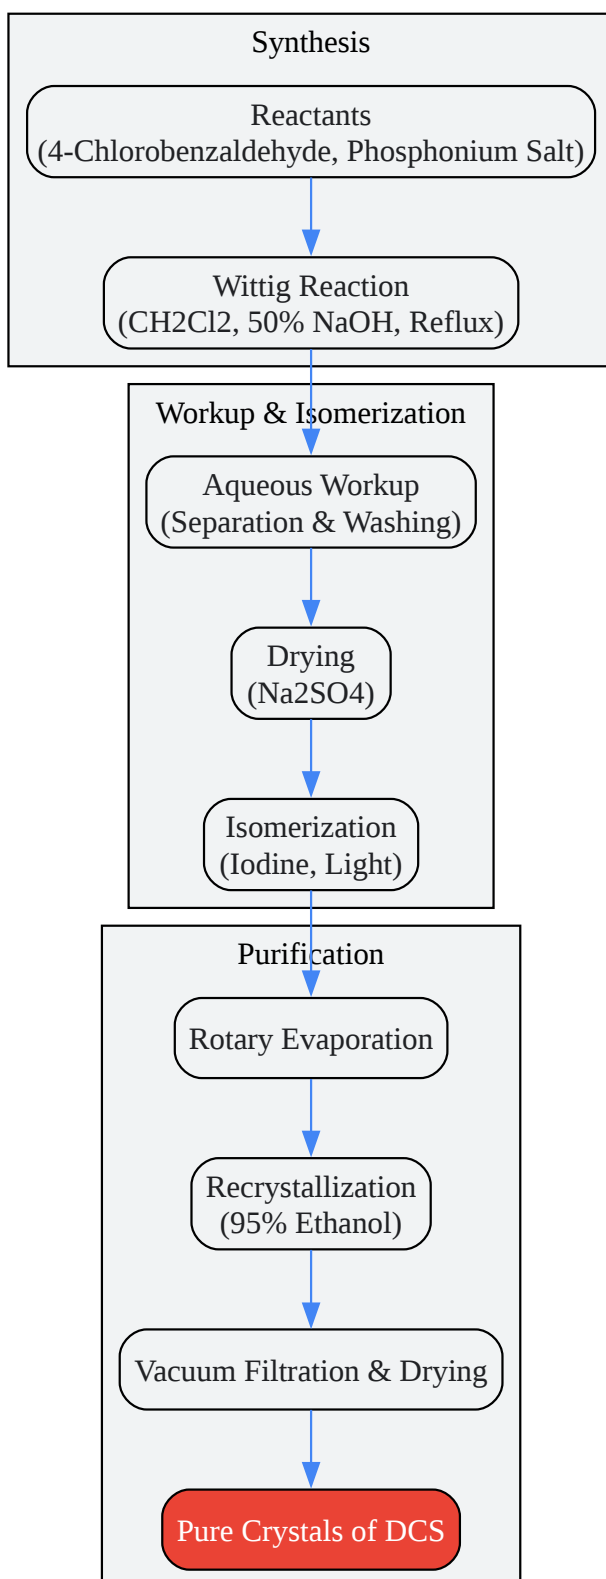 Synthesis
Reactants
(4-Chlorobenzaldehyde, Phosphonium Salt)
Wittig Reaction
(CH2Cl2, 50% NaOH, Reflux)
Workup & Isomerization
Aqueous Workup
(Separation & Washing)
Drying
(Na2SO4)
Isomerization
(Iodine, Light)
Purification
Rotary Evaporation
Recrystallization
(95% Ethanol)
Vacuum Filtration & Drying
Pure Crystals of DCS